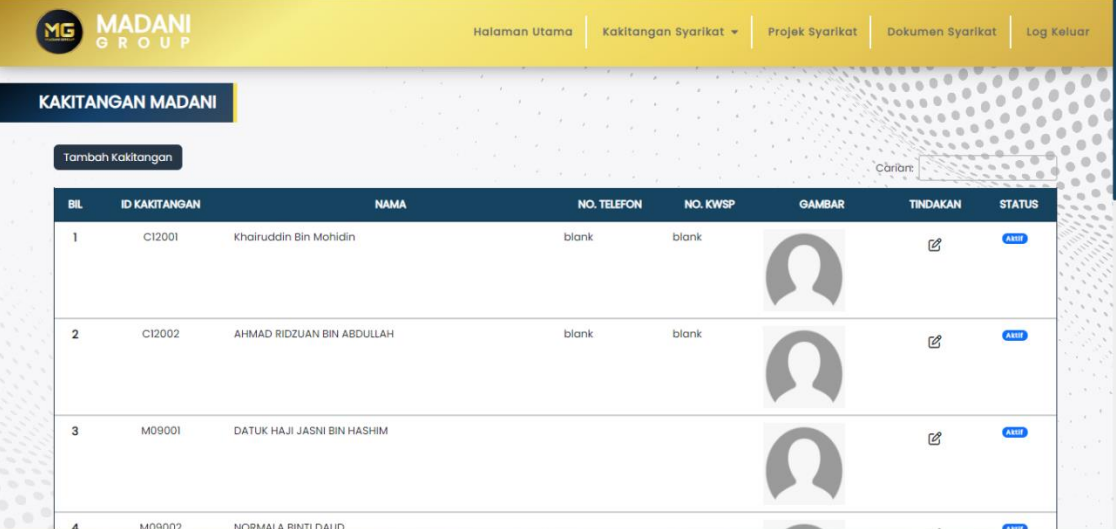 MG
MADANI GROUP
MADANI
GROUP
Halaman Utama Kakitangan Syarikat Projek Syarikat Dokumen Syarikat Log Keluar
KAKITANGAN MADANI
Tambah Kakitangan
Carian:
BIL ID KAKITANGAN NAMA NO. TELEFON NO. KWSP GAMBAR TINDAKAN STATUS
1 C12001 Khairuddin Bin Mohidin blank blank Aktif
2 C12002 AHMAD RIDZUAN BIN ABDULLAH blank blank Aktif
3 M09001 DATUK HAJI JASNI BIN HASHIM Aktif
4 M09002 NORMALA BINTI DAUD Aktif